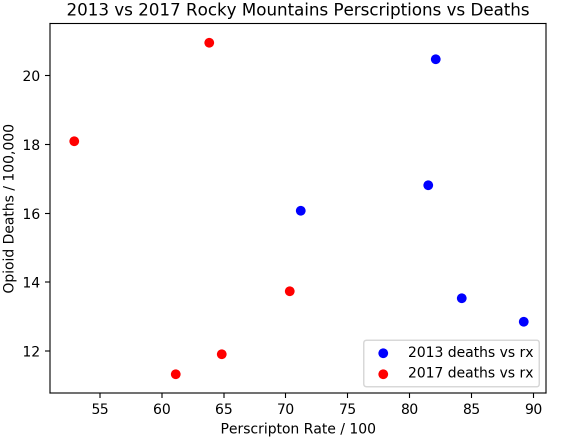 2013 vs 2017 Rocky Mountains Perscriptions vs Deaths
Opioid Deaths / 100,000
20
18
16
14
12
2013 deaths vs rx
2017 deaths vs rx
55 60 65 70 75 80 85 90
Perscripton Rate / 100